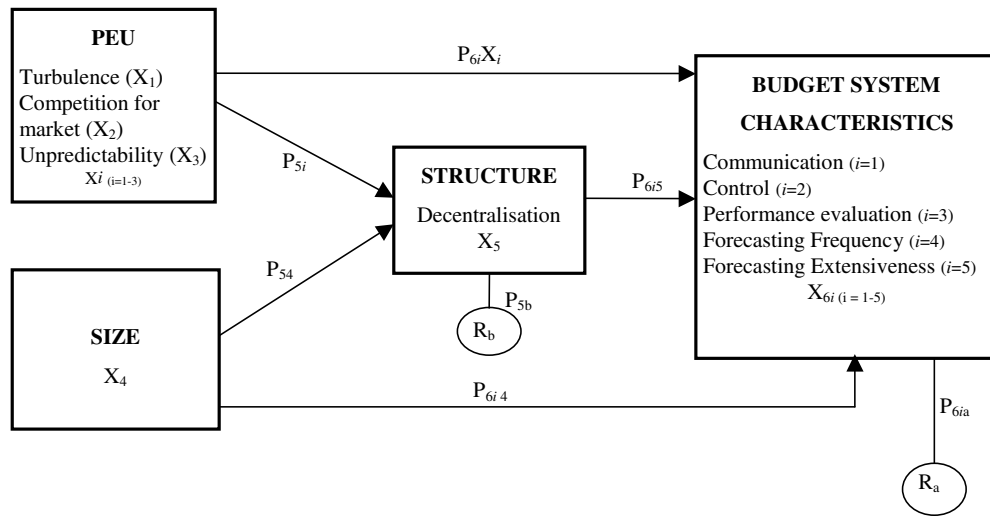 PEU
Turbulence (X₁)
Competition for
market (X₂)
Unpredictability (X₃)
Xi (i=1-3)
P₆ᵢXᵢ
P₅ᵢ
STRUCTURE
Decentralisation
X₅
P₅b
R_b
P₆ᵢ₅
BUDGET SYSTEM
CHARACTERISTICS
Communication (i=1)
Control (i=2)
Performance evaluation (i=3)
Forecasting Frequency (i=4)
Forecasting Extensiveness (i=5)
X₆ᵢ (i = 1-5)
SIZE
X₄
P₅₄
P₆ᵢ ₄
P₆ᵢₐ
Rₐ